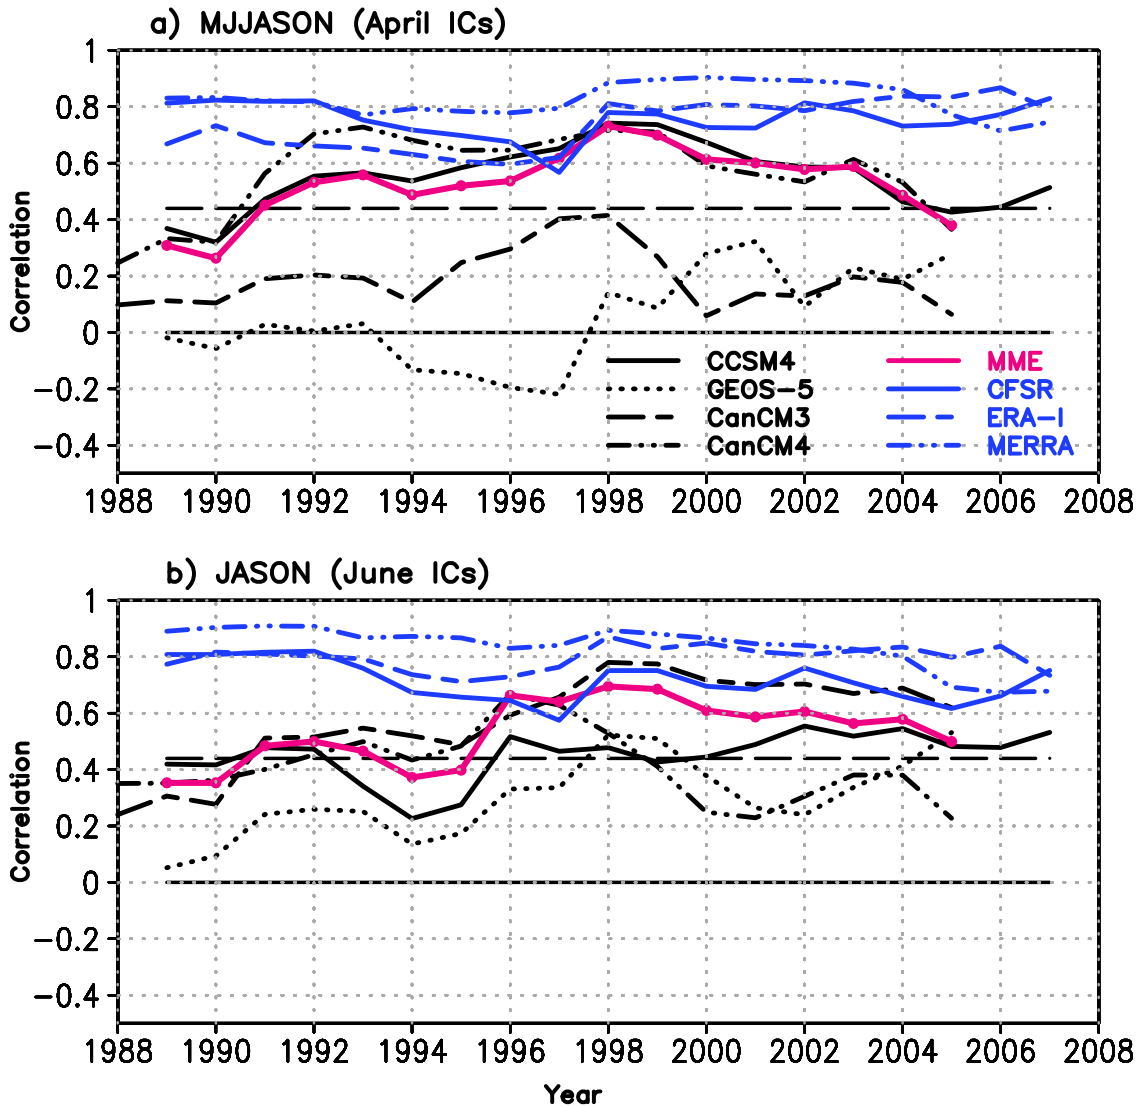 a) MJJASON (April ICs)
1
0.8
0.6
0.4
0.2
0
−0.2
−0.4
Correlation
CCSM4
GEOS−5
CanCM3
CanCM4
MME
CFSR
ERA−I
MERRA
1988 1990 1992 1994 1996 1998 2000 2002 2004 2006 2008
b) JASON (June ICs)
1
0.8
0.6
0.4
0.2
0
−0.2
−0.4
Correlation
1988 1990 1992 1994 1996 1998 2000 2002 2004 2006 2008
Year